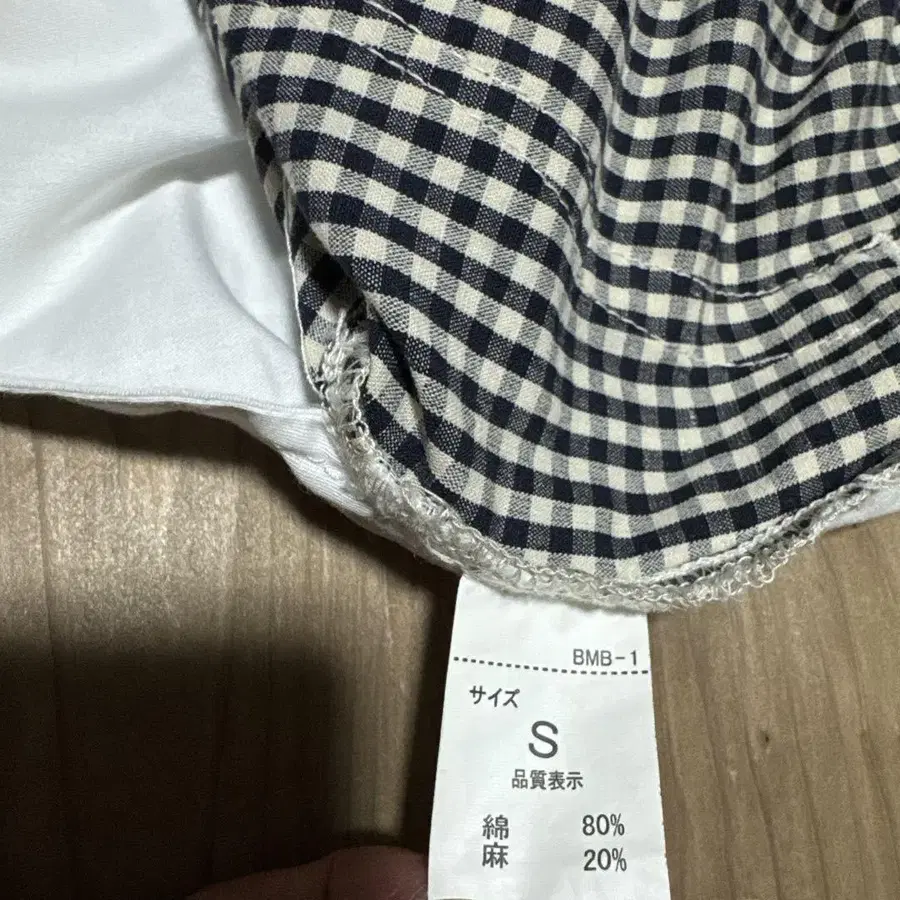 BMB-1
サイズ
S
品質表示
綿 80%
麻 20%